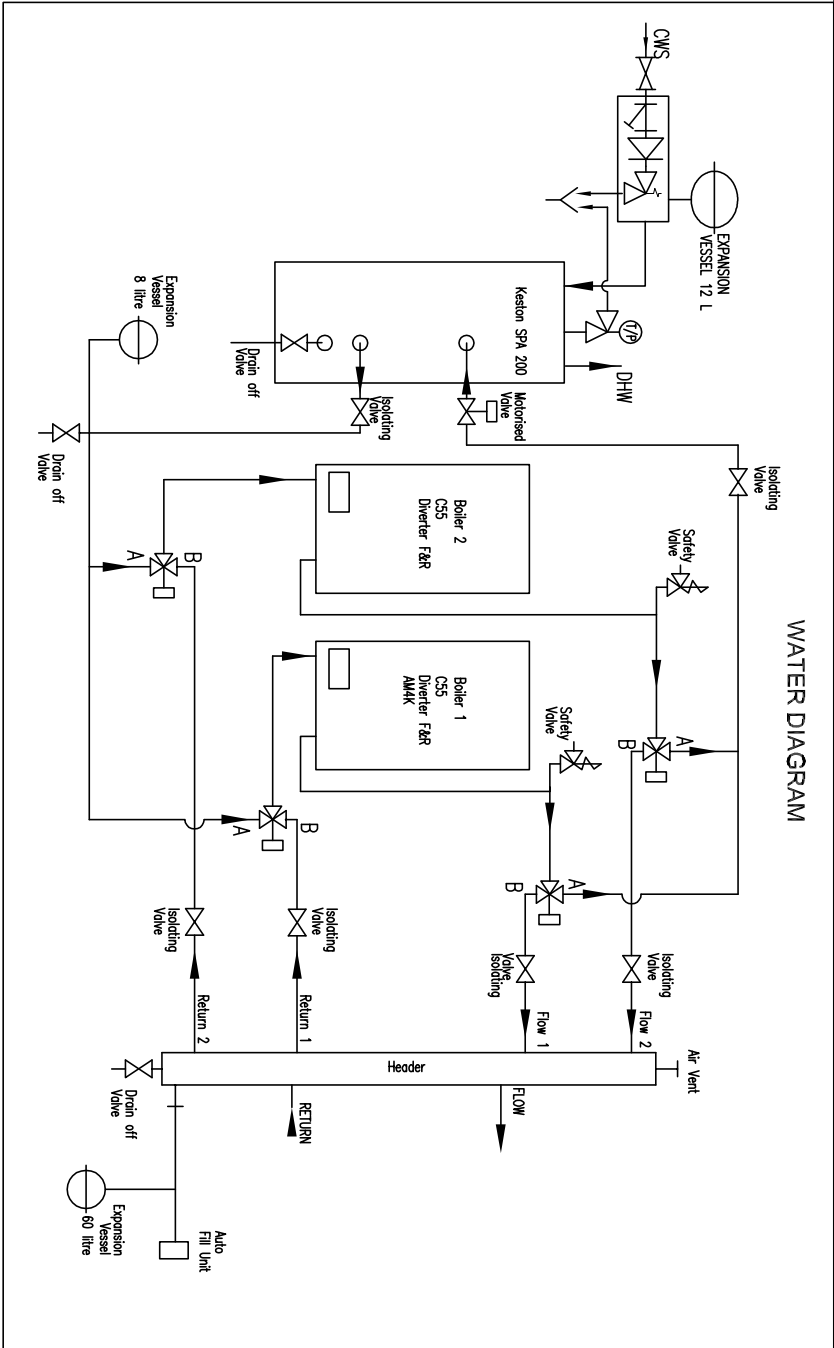 WATER DIAGRAM
CWS
EXPANSION
VESSEL 12 L
T/P
DHW
Keston SPA 200
Motorised
Valve
Isolating
Valve
Drain off
Valve
Isolating
Valve
Expansion
Vessel
8 litre
Drain off
Valve
Safety
Valve
Boiler 2
C55
Diverter F&R
A
B
A
B
Safety
Valve
Boiler 1
C55
Diverter F&R
AM4K
A
B
A
B
Isolating
Valve
Valve
Isolating
Isolating
Valve
Isolating
Valve
Flow 2
Flow 1
Return 1
Return 2
Air Vent
Header
FLOW
RETURN
Drain off
Valve
Expansion
Vessel
60 litre
Auto
Fill Unit